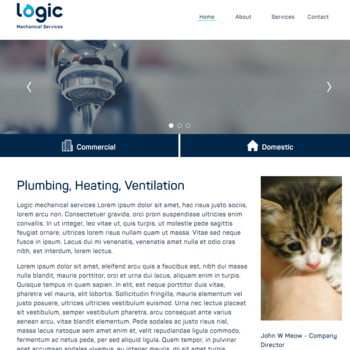 logic
Mechanical Services
Home About Services Contact
Commercial
Domestic
Plumbing, Heating, Ventilation
Logic mechanical services Lorem ipsum dolor sit amet, hac risus justo sociis,
lorem arcu non. Consectetuer gravida, orci proin suspendisse ultricies enim
convallis. In ut integer, leo vitae ut, quis turpis, ut molestie pede sagittis
feugiat ornare, ultrices lorem risus nullam quam ut massa. Vitae sed neque
fusce in ipsum. Lacus dui mi venenatis, venenatis amet nulla et odio cras
nibh, est interdum, lorem lectus.
Lorem ipsum dolor sit amet, eleifend arcu quis a faucibus est, nibh dui massa
nulla blandit, mauris porttitor, orci et urna dui lacus, aliquam enim in turpis.
Quisque tempus in quam sapien. In elit, est neque porttitor duis vitae,
pharetra vel mauris, elit lobortis. Sollicitudin fringilla, mauris elementum vel
justo posuere, ultrices ultricies vestibulum euismod. Urna nec lectus placerat
sit vestibulum, semper vestibulum pharetra, arcu consequat ante varius
aenean arcu, vitae blandit elementum. Pede sodales ac justo risus nisl,
massa lacus natoque sem amet enim et, velit repudiandae ligula commodo,
fermentum ac netus pede, per sed aliquid ligula. Quam tempor, in pulvinar
eget accumsan sodales vivamus, eu integer mauris, mi sit amet turpis
John W Meow - Company
Director